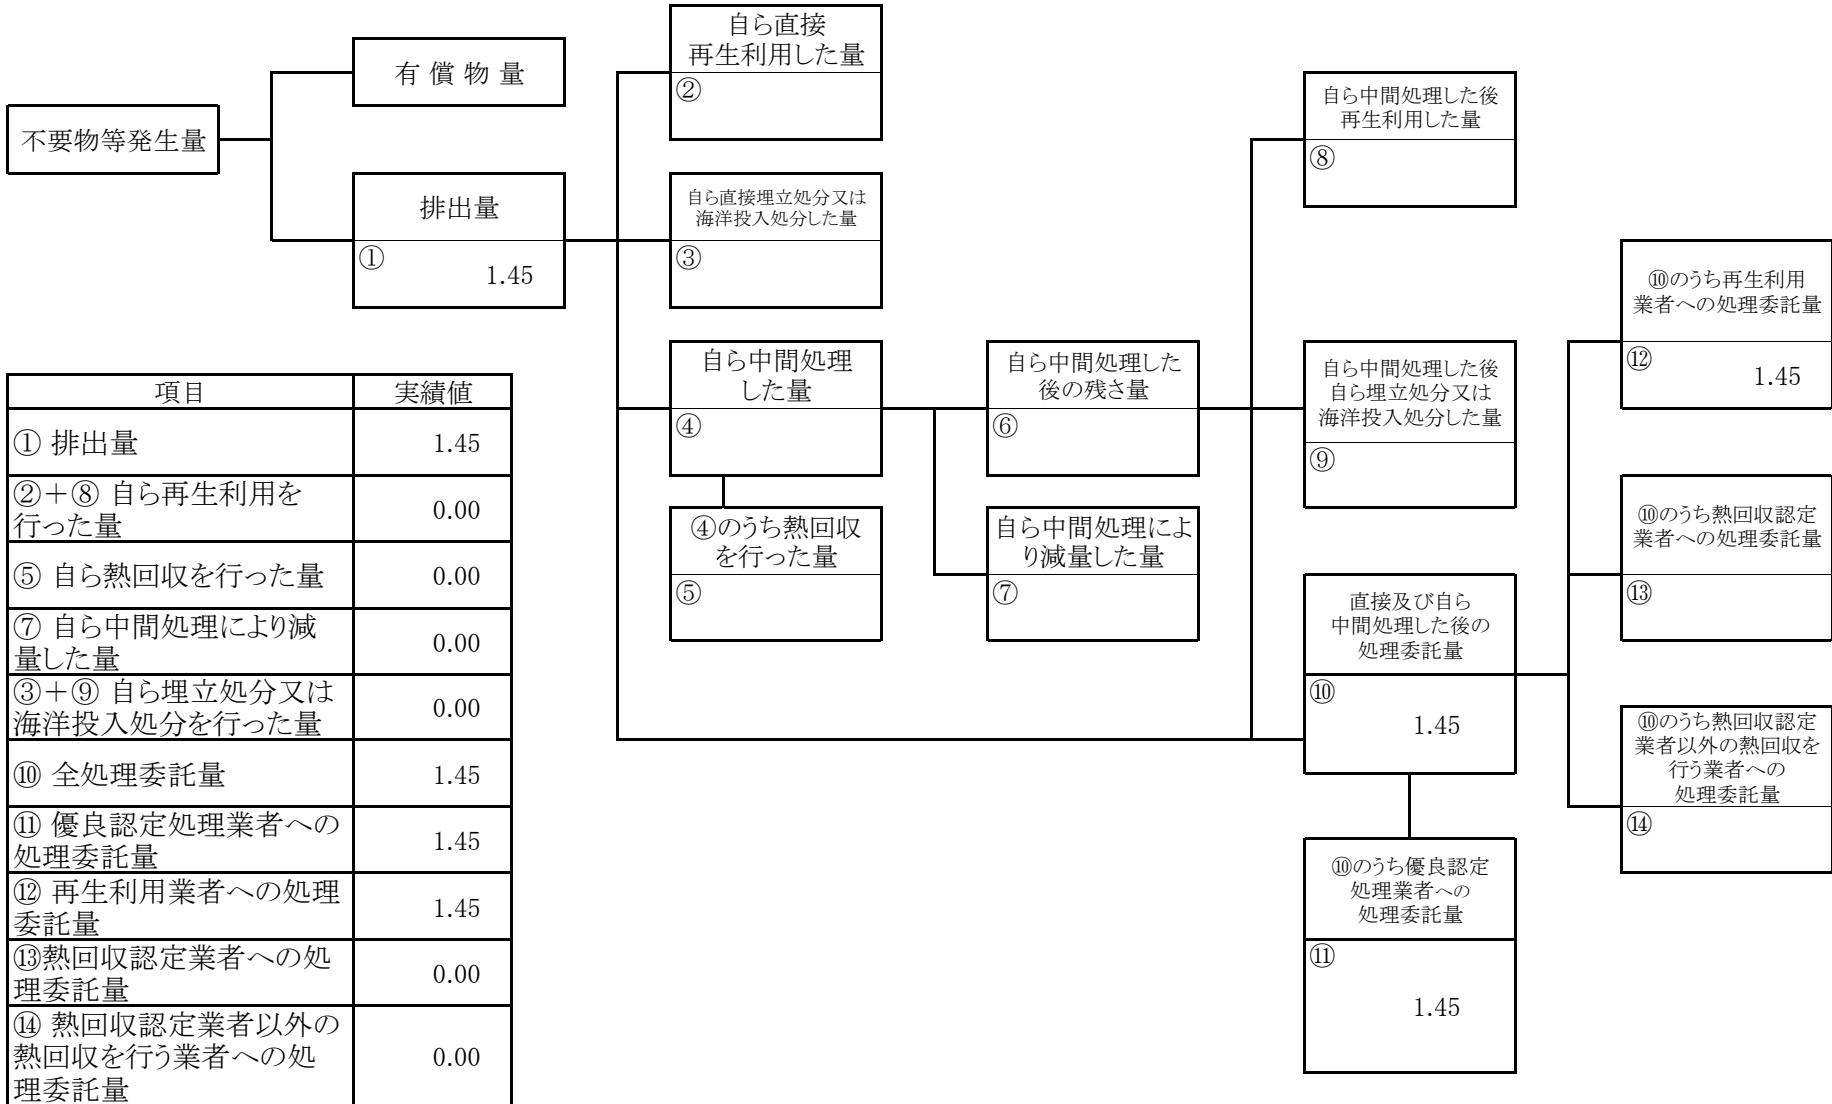 不要物等発生量
有 償 物 量
排出量
①
1.45
自ら直接
再生利用した量
②
自ら直接埋立処分又は
海洋投入処分した量
③
自ら中間処理
した量
④
④のうち熱回収
を行った量
⑤
自ら中間処理した
後の残さ量
⑥
自ら中間処理によ
り減量した量
⑦
自ら中間処理した後
再生利用した量
⑧
自ら中間処理した後
自ら埋立処分又は
海洋投入処分した量
⑨
直接及び自ら
中間処理した後の
処理委託量
⑩
1.45
⑩のうち優良認定
処理業者への
処理委託量
⑪
1.45
⑩のうち再生利用
業者への処理委託量
⑫
1.45
⑩のうち熱回収認定
業者への処理委託量
⑬
⑩のうち熱回収認定
業者以外の熱回収を
行う業者への
処理委託量
⑭
項目 実績値
① 排出量 1.45
②＋⑧ 自ら再生利用を
行った量 0.00
⑤ 自ら熱回収を行った量 0.00
⑦ 自ら中間処理により減
量した量 0.00
③＋⑨ 自ら埋立処分又は
海洋投入処分を行った量 0.00
⑩ 全処理委託量 1.45
⑪ 優良認定処理業者への
処理委託量 1.45
⑫ 再生利用業者への処理
委託量 1.45
⑬熱回収認定業者への処
理委託量 0.00
⑭ 熱回収認定業者以外の
熱回収を行う業者への処
理委託量 0.00